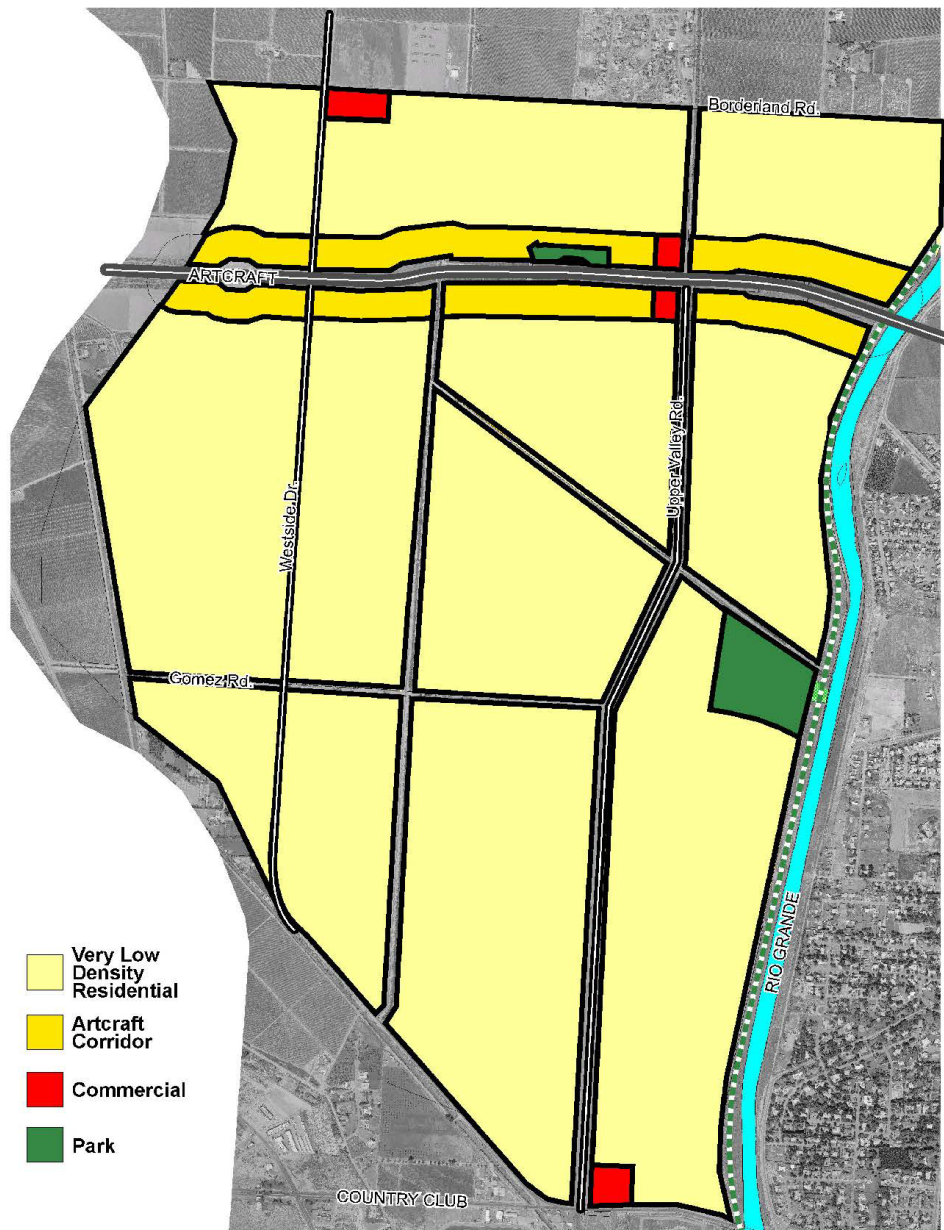 Borderland Rd.
ARTCRAFT
Upper Valley Rd.
Westside Dr.
Gomez Rd.
RIO GRANDE
Very Low
Density
Residential
Artcraft
Corridor
Commercial
Park
COUNTRY CLUB